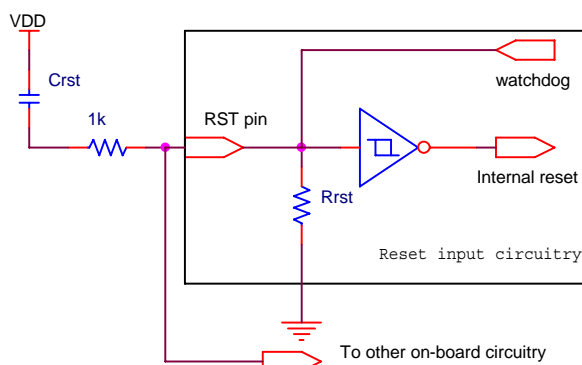 VDD
Crst
1k
RST pin
watchdog
Internal reset
Rrst
Reset input circuitry
To other on-board circuitry